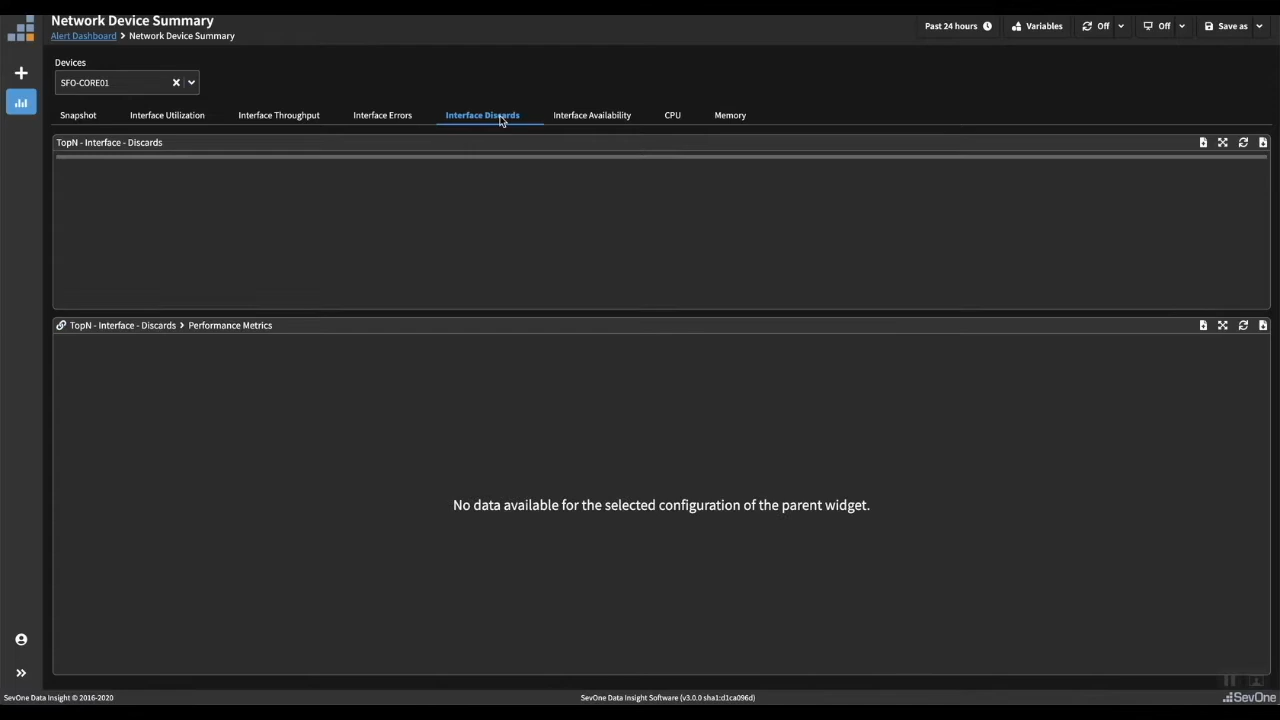 Network Device Summary
Alert Dashboard > Network Device Summary
Past 24 hours
Variables
Off
Off
Save as
Devices
SFO-CORE01
Snapshot
Interface Utilization
Interface Throughput
Interface Errors
Interface Discards
Interface Availability
CPU
Memory
TopN - Interface - Discards
TopN - Interface - Discards > Performance Metrics
No data available for the selected configuration of the parent widget.
SevOne Data Insight © 2016-2020
SevOne Data Insight Software (v3.0.0 sha1:d1ca096d)
SevOne